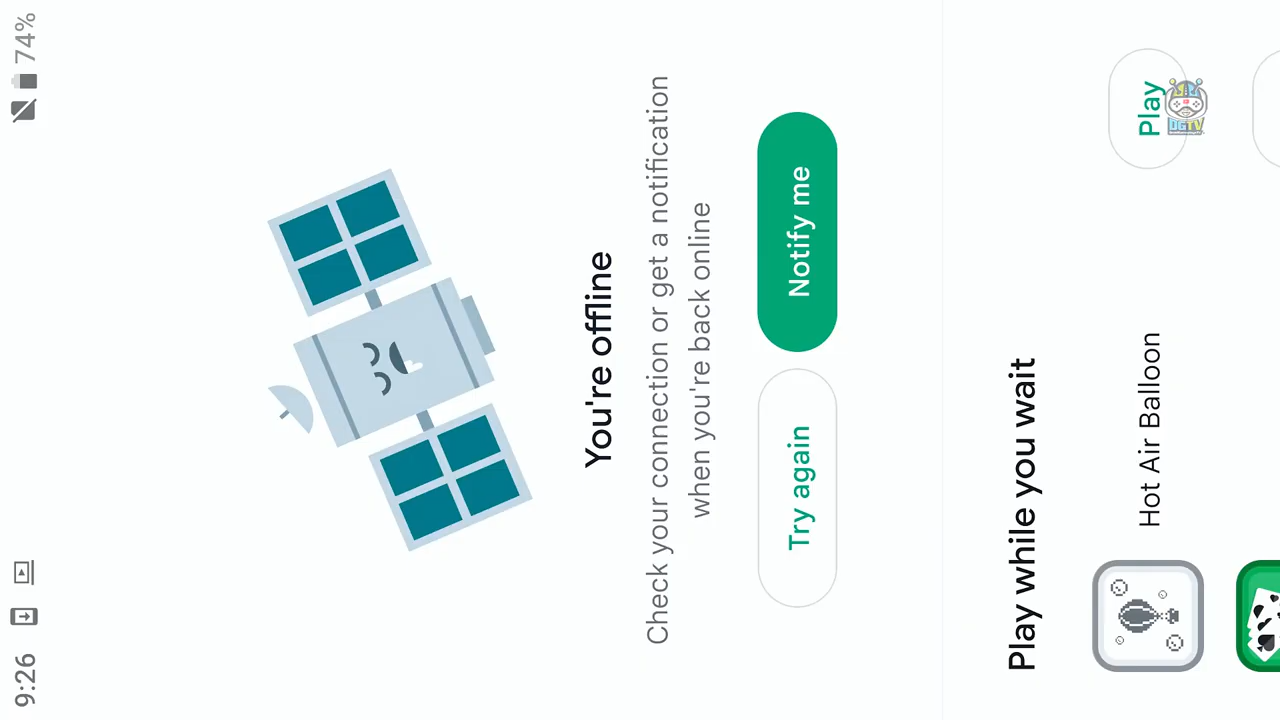 9:26
74%
You're offline
Check your connection or get a notification
when you're back online
Try again
Notify me
Play while you wait
Hot Air Balloon
Play
DGTV